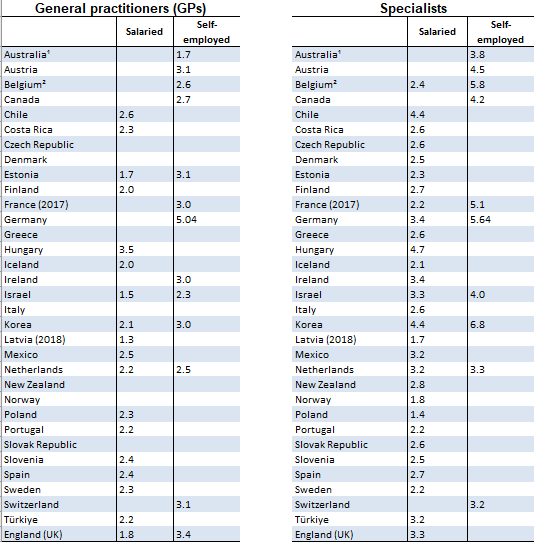 General practitioners (GPs)
Salaried Self-employed
Australia¹ 1.7
Austria 3.1
Belgium² 2.6
Canada 2.7
Chile 2.6
Costa Rica 2.3
Czech Republic
Denmark
Estonia 1.7 3.1
Finland 2.0
France (2017) 3.0
Germany 5.04
Greece
Hungary 3.5
Iceland 2.0
Ireland 3.0
Israel 1.5 2.3
Italy
Korea 2.1 3.0
Latvia (2018) 1.3
Mexico 2.5
Netherlands 2.2 2.5
New Zealand
Norway
Poland 2.3
Portugal 2.2
Slovak Republic
Slovenia 2.4
Spain 2.4
Sweden 2.3
Switzerland 3.1
Türkiye 2.2
England (UK) 1.8 3.4
Specialists
Salaried Self-employed
Australia¹ 3.8
Austria 4.5
Belgium² 2.4 5.8
Canada 4.2
Chile 4.4
Costa Rica 2.6
Czech Republic 2.6
Denmark 2.5
Estonia 2.3
Finland 2.7
France (2017) 2.2 5.1
Germany 3.4 5.64
Greece 2.6
Hungary 4.7
Iceland 2.1
Ireland 3.4
Israel 3.3 4.0
Italy 2.6
Korea 4.4 6.8
Latvia (2018) 1.7
Mexico 3.2
Netherlands 3.2 3.3
New Zealand 2.8
Norway 1.8
Poland 1.4
Portugal 2.2
Slovak Republic 2.6
Slovenia 2.5
Spain 2.7
Sweden 2.2
Switzerland 3.2
Türkiye 3.2
England (UK) 3.3